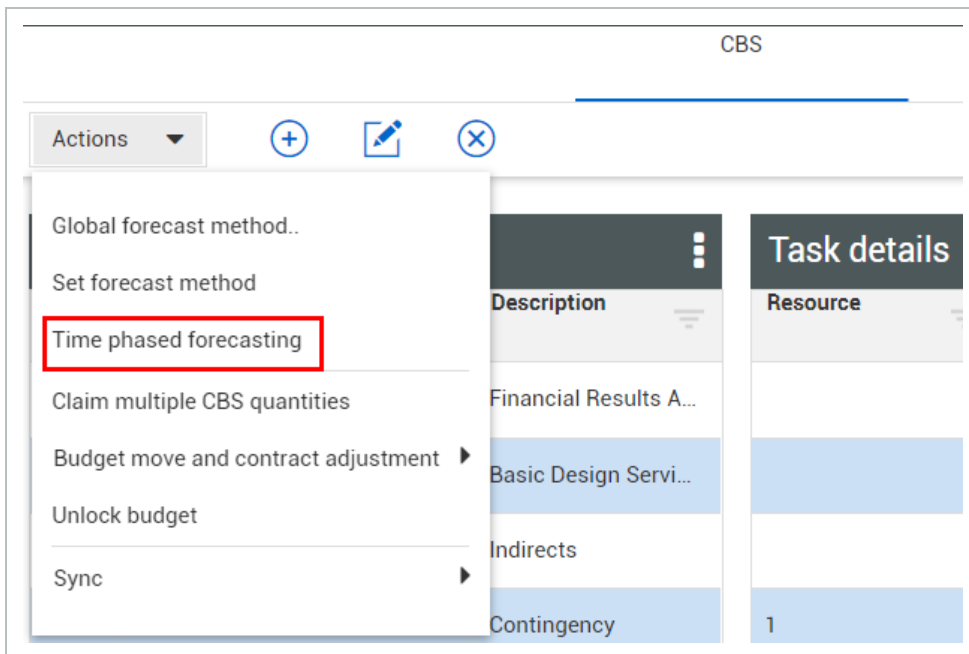 CBS
Actions
Global forecast method..
Set forecast method
Time phased forecasting
Claim multiple CBS quantities
Budget move and contract adjustment
Unlock budget
Sync
Task details
Description
Resource
Financial Results A...
Basic Design Servi...
Indirects
Contingency
1